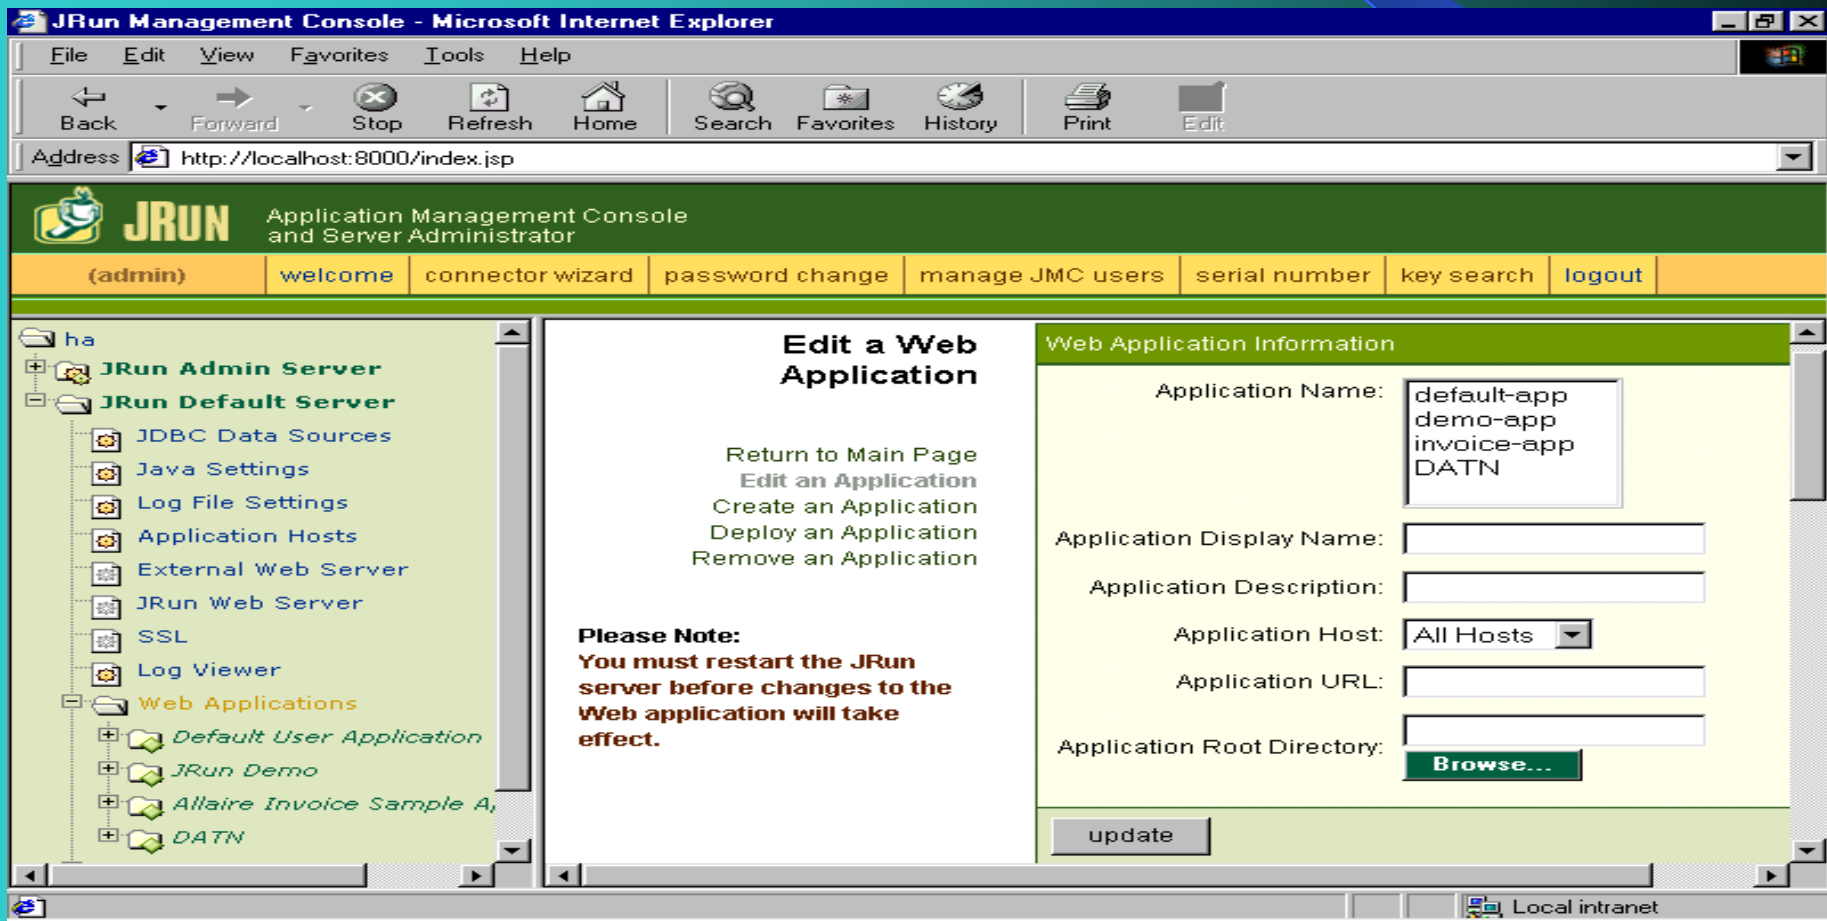 JRun Management Console - Microsoft Internet Explorer
File Edit View Favorites Tools Help
Back Forward Stop Refresh Home Search Favorites History Print Edit
Address http://localhost:8000/index.jsp
JRUN Application Management Console
and Server Administrator
(admin) welcome connector wizard password change manage JMC users serial number key search logout
ha
JRun Admin Server
JRun Default Server
JDBC Data Sources
Java Settings
Log File Settings
Application Hosts
External Web Server
JRun Web Server
SSL
Log Viewer
Web Applications
Default User Application
JRun Demo
Allaire Invoice Sample
DATN
Edit a Web
Application
Return to Main Page
Edit an Application
Create an Application
Deploy an Application
Remove an Application
Please Note:
You must restart the JRun
server before changes to the
Web application will take
effect.
Web Application Information
Application Name:
default-app
demo-app
invoice-app
DATN
Application Display Name:
Application Description:
Application Host: All Hosts
Application URL:
Application Root Directory:
Browse...
update
Local intranet